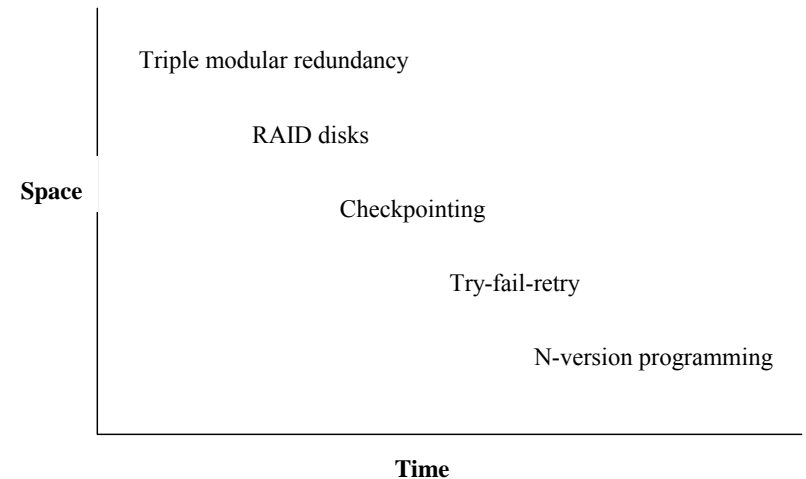 Triple modular redundancy
RAID disks
Space
Checkpointing
Try-fail-retry
N-version programming
Time